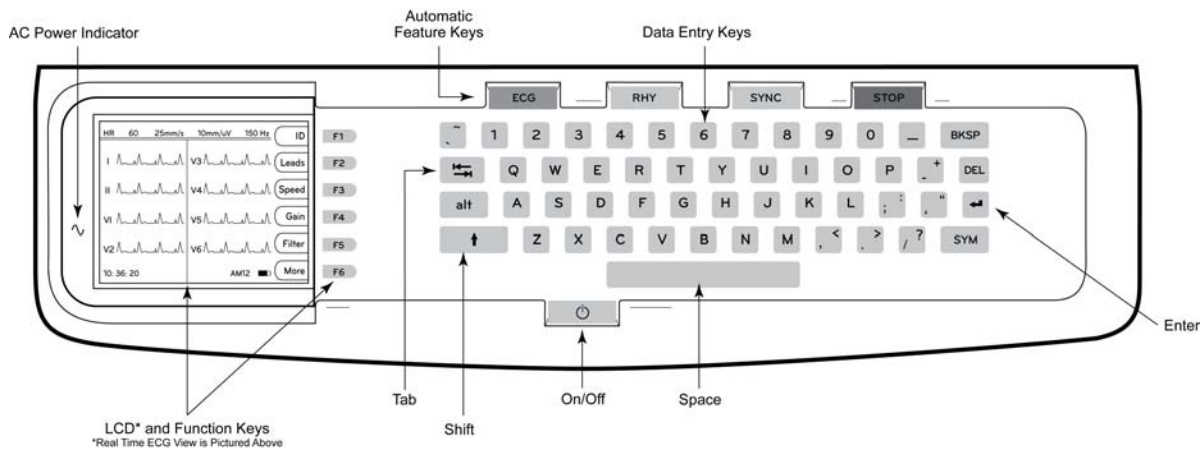 AC Power Indicator
Automatic
Feature Keys
Data Entry Keys
ECG RHY SYNC STOP
HR 60 25mm/s 10mm/uV 150 Hz ID F1
~ ` 1 2 3 4 5 6 7 8 9 0 _ BKSP
I V3 Leads F2
Q W E R T Y U I O P - + DEL
II V4 Speed F3
alt A S D F G H J K L ; : , “
V1 V5 Gain F4
Z X C V B N M , < . > / ? SYM
V2 V6 Filter F5
10: 36: 20 AM12 More F6
Enter
Tab On/Off Space
Shift
LCD* and Function Keys
*Real Time ECG View is Pictured Above